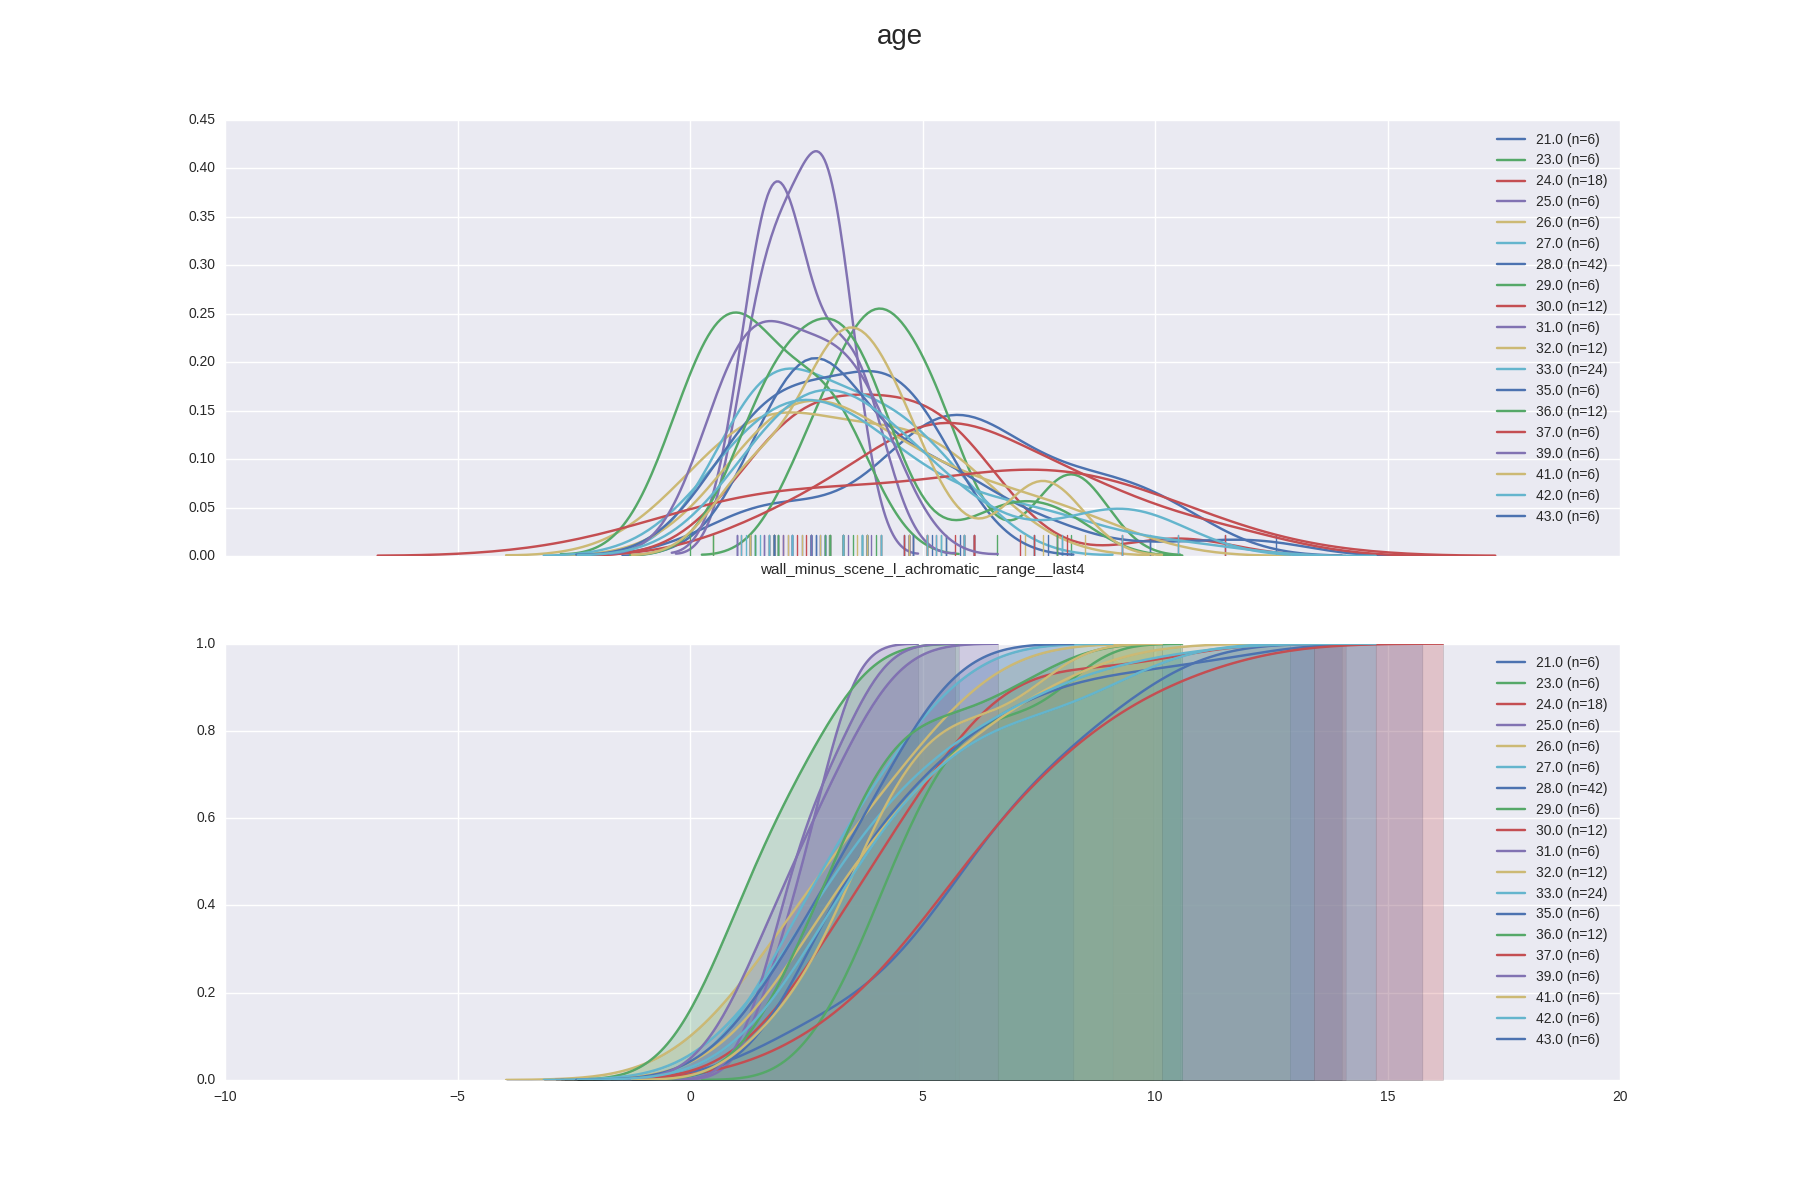 age
0.45
0.40
0.35
0.30
0.25
0.20
0.15
0.10
0.05
0.00
21.0 (n=6)
23.0 (n=6)
24.0 (n=18)
25.0 (n=6)
26.0 (n=6)
27.0 (n=6)
28.0 (n=42)
29.0 (n=6)
30.0 (n=12)
31.0 (n=6)
32.0 (n=12)
33.0 (n=24)
35.0 (n=6)
36.0 (n=12)
37.0 (n=6)
39.0 (n=6)
41.0 (n=6)
42.0 (n=6)
43.0 (n=6)
wall_minus_scene_l_achromatic__range__last4
1.0
0.8
0.6
0.4
0.2
0.0
21.0 (n=6)
23.0 (n=6)
24.0 (n=18)
25.0 (n=6)
26.0 (n=6)
27.0 (n=6)
28.0 (n=42)
29.0 (n=6)
30.0 (n=12)
31.0 (n=6)
32.0 (n=12)
33.0 (n=24)
35.0 (n=6)
36.0 (n=12)
37.0 (n=6)
39.0 (n=6)
41.0 (n=6)
42.0 (n=6)
43.0 (n=6)
−10 −5 0 5 10 15 20